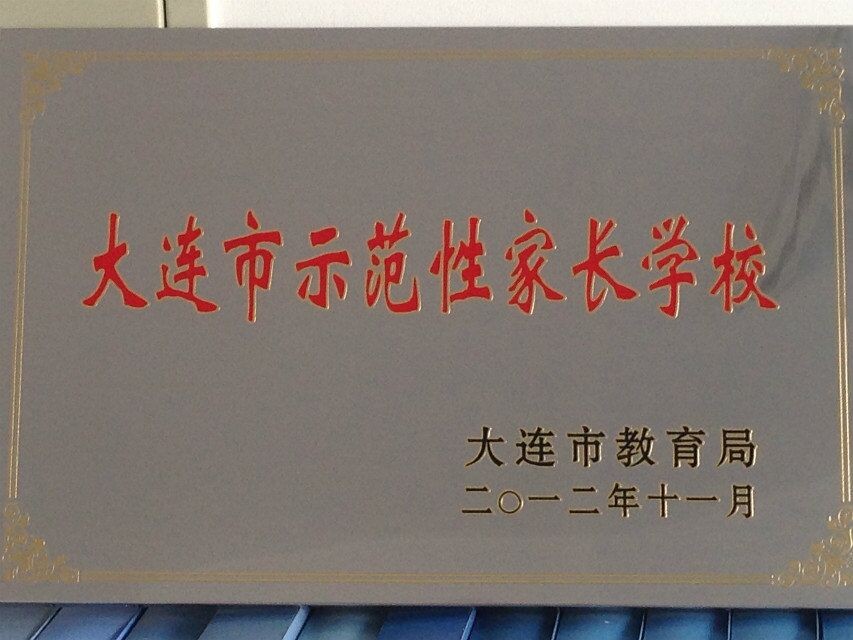 大连市示范性家长学校
大连市教育局
二〇一二年十一月